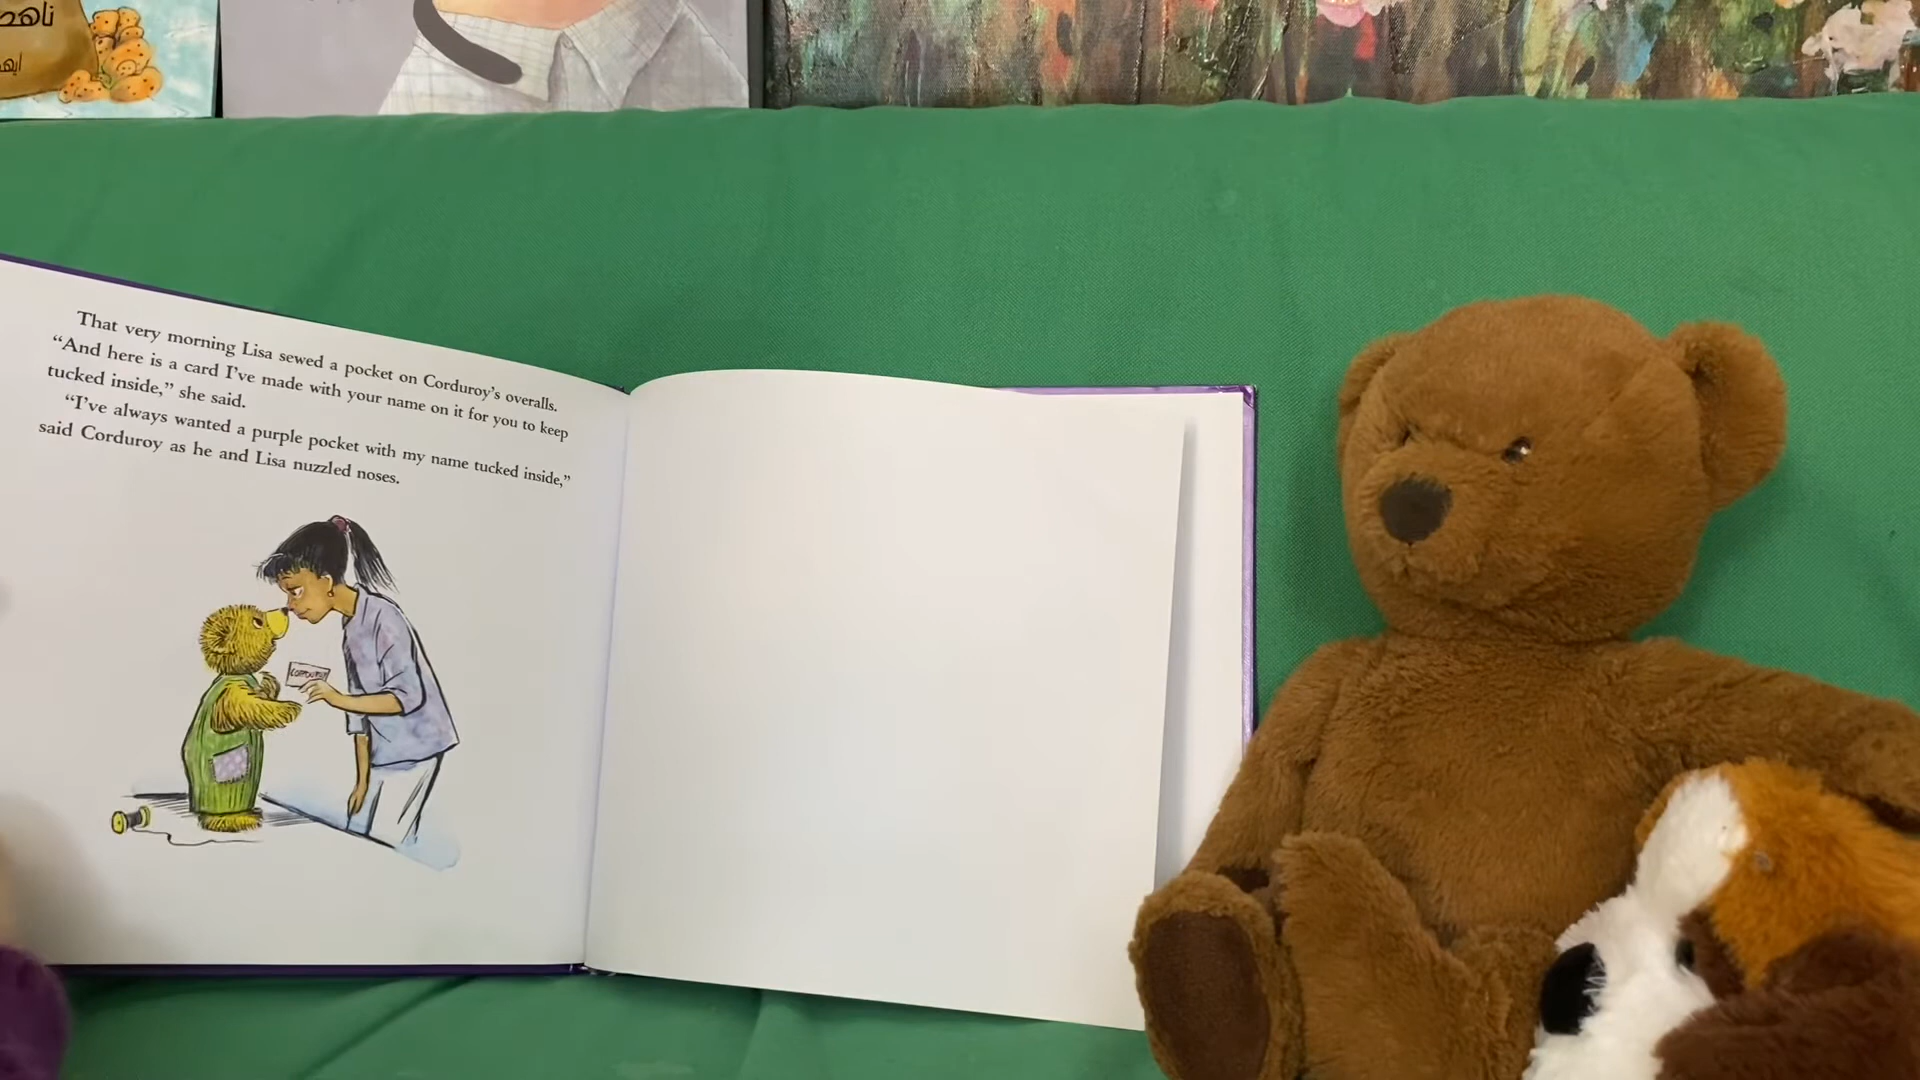 ناهد
That very morning Lisa sewed a pocket on Corduroy's overalls.
“And here is a card I've made with your name on it for you to keep
tucked inside,” she said.
“I've always wanted a purple pocket with my name tucked inside,”
said Corduroy as he and Lisa nuzzled noses.
CORDUROY